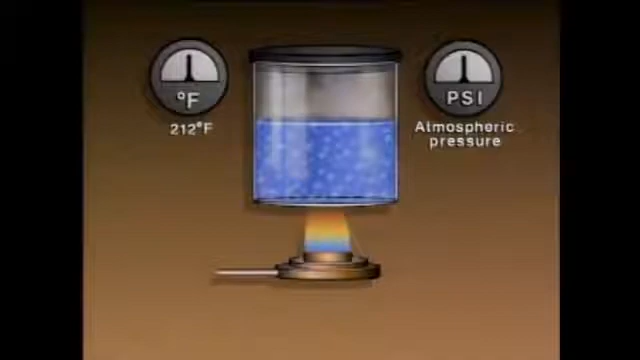 °F
212°F
PSI
Atmospheric
pressure